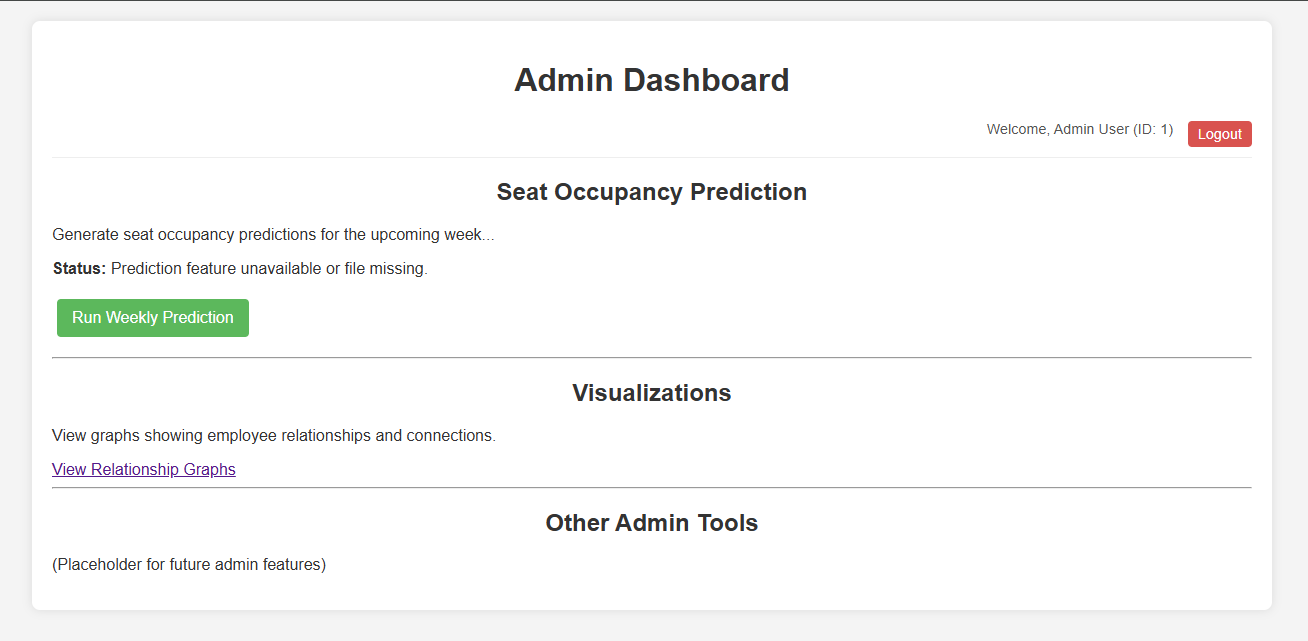 Admin Dashboard
Welcome, Admin User (ID: 1) Logout
Seat Occupancy Prediction
Generate seat occupancy predictions for the upcoming week...
Status: Prediction feature unavailable or file missing.
Run Weekly Prediction
Visualizations
View graphs showing employee relationships and connections.
View Relationship Graphs
Other Admin Tools
(Placeholder for future admin features)